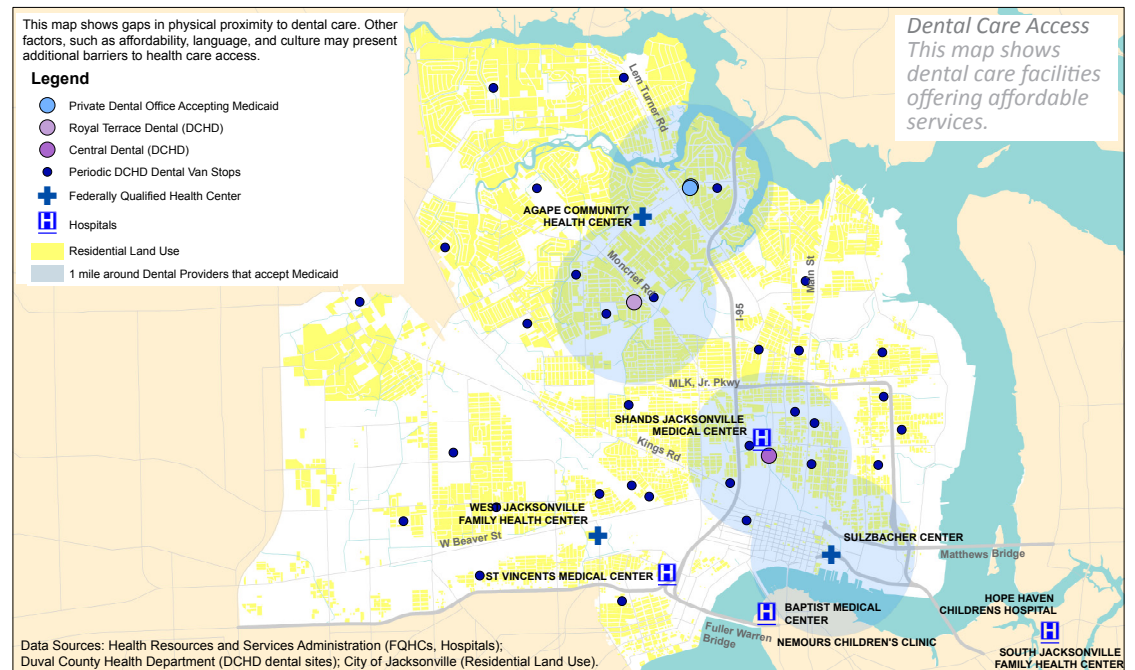 This map shows gaps in physical proximity to dental care. Other
factors, such as affordability, language, and culture may present
additional barriers to health care access.
Legend
Private Dental Office Accepting Medicaid
Royal Terrace Dental (DCHD)
Central Dental (DCHD)
Periodic DCHD Dental Van Stops
Federally Qualified Health Center
H Hospitals
Residential Land Use
1 mile around Dental Providers that accept Medicaid
Dental Care Access
This map shows
dental care facilities
offering affordable
services.
Lem Turner Rd
AGAPE COMMUNITY
HEALTH CENTER
Moncrief Rd
Main St
I-95
MLK, Jr. Pkwy
SHANDS JACKSONVILLE
MEDICAL CENTER
H
Kings Rd
WEST JACKSONVILLE
FAMILY HEALTH CENTER
W Beaver St
SULZBACHER CENTER
Matthews Bridge
ST VINCENTS MEDICAL CENTER
H
H
BAPTIST MEDICAL
CENTER
HOPE HAVEN
CHILDRENS HOSPITAL
H
Fuller Warren
Bridge
NEMOURS CHILDREN'S CLINIC
SOUTH JACKSONVILLE
FAMILY HEALTH CENTER
Data Sources: Health Resources and Services Administration (FQHCs, Hospitals);
Duval County Health Department (DCHD dental sites); City of Jacksonville (Residential Land Use).